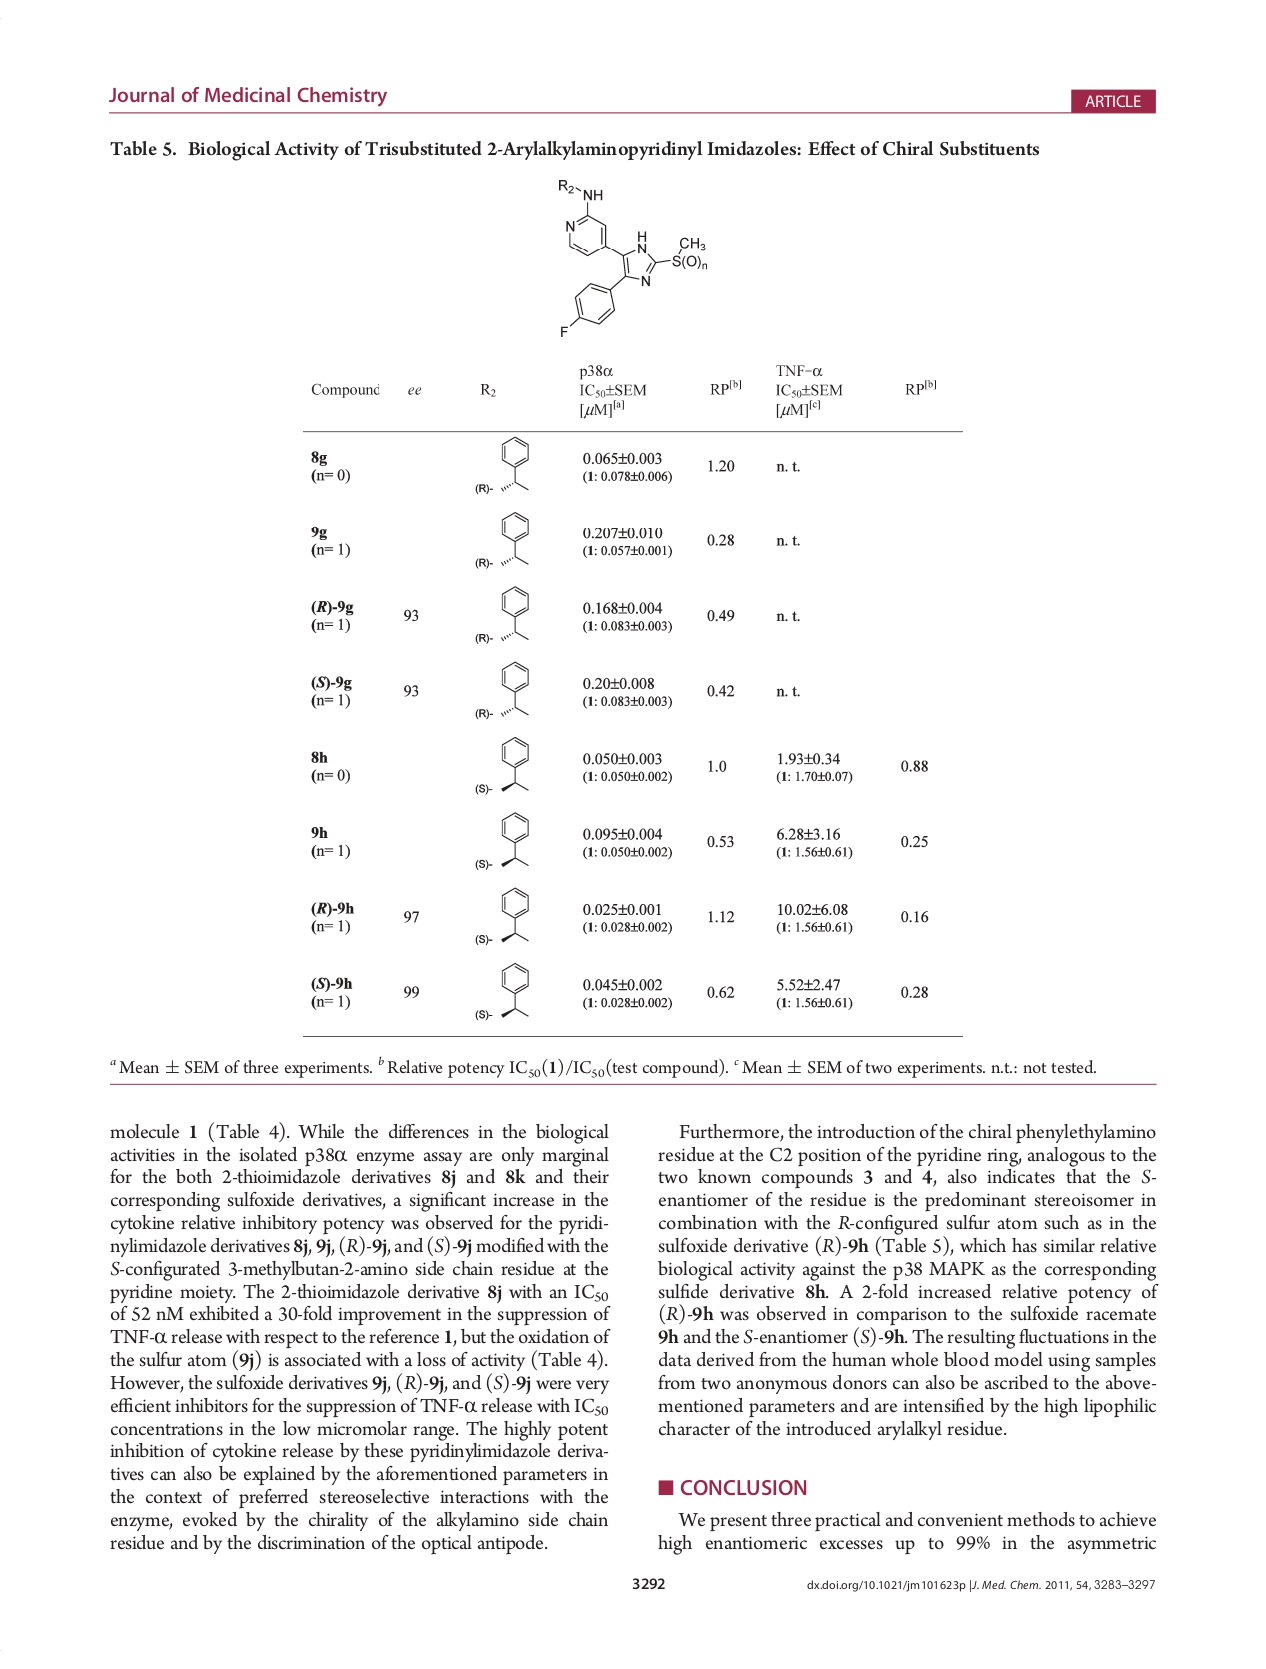 Journal of Medicinal Chemistry
ARTICLE
Table 5. Biological Activity of Trisubstituted 2-Arylalkylaminopyridinyl Imidazoles: Effect of Chiral Substituents
R2
NH
N
H
N
CH3
S(O)n
N
F
Compound ee R2 p38α IC50±SEM [μM][a] RP[b] TNF−α IC50±SEM [μM][c] RP[b]
8g 0.065±0.003 1.20 n. t.
(n= 0) (R)- (1: 0.078±0.006)
9g 0.207±0.010 0.28 n. t.
(n= 1) (R)- (1: 0.057±0.001)
(R)-9g 93 0.168±0.004 0.49 n. t.
(n= 1) (R)- (1: 0.083±0.003)
(S)-9g 93 0.20±0.008 0.42 n. t.
(n= 1) (R)- (1: 0.083±0.003)
8h 0.050±0.003 1.0 1.93±0.34 0.88
(n= 0) (S)- (1: 0.050±0.002) (1: 1.70±0.07)
9h 0.095±0.004 0.53 6.28±3.16 0.25
(n= 1) (S)- (1: 0.050±0.002) (1: 1.56±0.61)
(R)-9h 97 0.025±0.001 1.12 10.02±6.08 0.16
(n= 1) (S)- (1: 0.028±0.002) (1: 1.56±0.61)
(S)-9h 99 0.045±0.002 0.62 5.52±2.47 0.28
(n= 1) (S)- (1: 0.028±0.002) (1: 1.56±0.61)
a Mean ± SEM of three experiments. b Relative potency IC50(1)/IC50(test compound). c Mean ± SEM of two experiments. n.t.: not tested.
molecule 1 (Table 4). While the differences in the biological
activities in the isolated p38α enzyme assay are only marginal
for the both 2-thioimidazole derivatives 8j and 8k and their
corresponding sulfoxide derivatives, a significant increase in the
cytokine relative inhibitory potency was observed for the pyridi-
nylimidazole derivatives 8j, 9j, (R)-9j, and (S)-9j modified with the
S-configurated 3-methylbutan-2-amino side chain residue at the
pyridine moiety. The 2-thioimidazole derivative 8j with an IC50
of 52 nM exhibited a 30-fold improvement in the suppression of
TNF-α release with respect to the reference 1, but the oxidation of
the sulfur atom (9j) is associated with a loss of activity (Table 4).
However, the sulfoxide derivatives 9j, (R)-9j, and (S)-9j were very
efficient inhibitors for the suppression of TNF-α release with IC50
concentrations in the low micromolar range. The highly potent
inhibition of cytokine release by these pyridinylimidazole deriva-
tives can also be explained by the aforementioned parameters in
the context of preferred stereoselective interactions with the
enzyme, evoked by the chirality of the alkylamino side chain
residue and by the discrimination of the optical antipode.
Furthermore, the introduction of the chiral phenylethylamino
residue at the C2 position of the pyridine ring, analogous to the
two known compounds 3 and 4, also indicates that the S-
enantiomer of the residue is the predominant stereoisomer in
combination with the R-configured sulfur atom such as in the
sulfoxide derivative (R)-9h (Table 5), which has similar relative
biological activity against the p38 MAPK as the corresponding
sulfide derivative 8h. A 2-fold increased relative potency of
(R)-9h was observed in comparison to the sulfoxide racemate
9h and the S-enantiomer (S)-9h. The resulting fluctuations in the
data derived from the human whole blood model using samples
from two anonymous donors can also be ascribed to the above-
mentioned parameters and are intensified by the high lipophilic
character of the introduced arylalkyl residue.
■ CONCLUSION
We present three practical and convenient methods to achieve
high enantiomeric excesses up to 99% in the asymmetric
3292
dx.doi.org/10.1021/jm101623p |J. Med. Chem. 2011, 54, 3283–3297